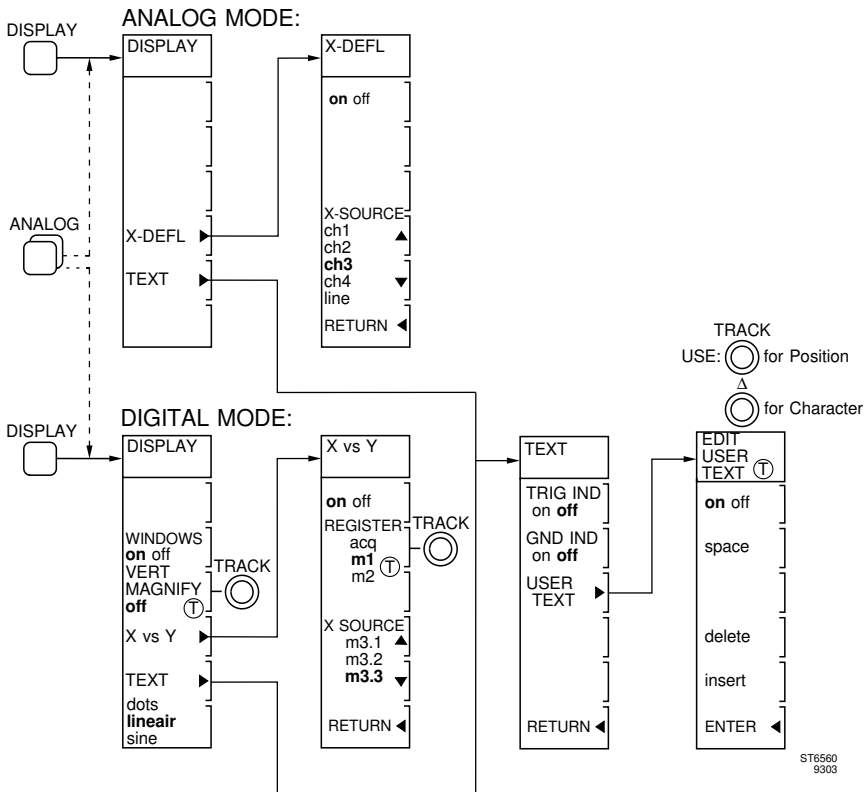 ANALOG MODE:
DISPLAY
DISPLAY
X-DEFL
TEXT
X-DEFL
on off
X-SOURCE
ch1
ch2
ch3
ch4
line
RETURN
ANALOG
TRACK
USE: for Position
Δ
for Character
DIGITAL MODE:
DISPLAY
DISPLAY
WINDOWS
on off
VERT
MAGNIFY
off T
TRACK
X vs Y
TEXT
dots
lineair
sine
X vs Y
on off
REGISTER
acq
m1
m2 T
TRACK
X SOURCE
m3.1
m3.2
m3.3
RETURN
TEXT
TRIG IND
on off
GND IND
on off
USER
TEXT
RETURN
EDIT
USER
TEXT T
on off
space
delete
insert
ENTER
ST6560
9303